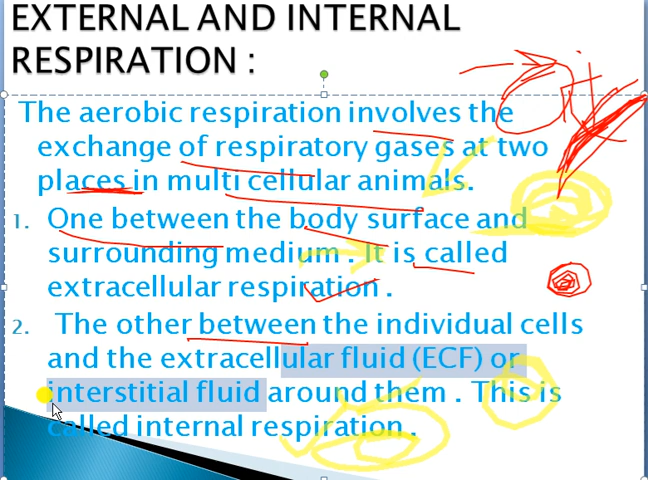 EXTERNAL AND INTERNAL
RESPIRATION :
The aerobic respiration involves the
exchange of respiratory gases at two
places in multi cellular animals.
1. One between the body surface and
surrounding medium . It is called
extracellular respiration .
2. The other between the individual cells
and the extracellular fluid (ECF) or
interstitial fluid around them . This is
called internal respiration .